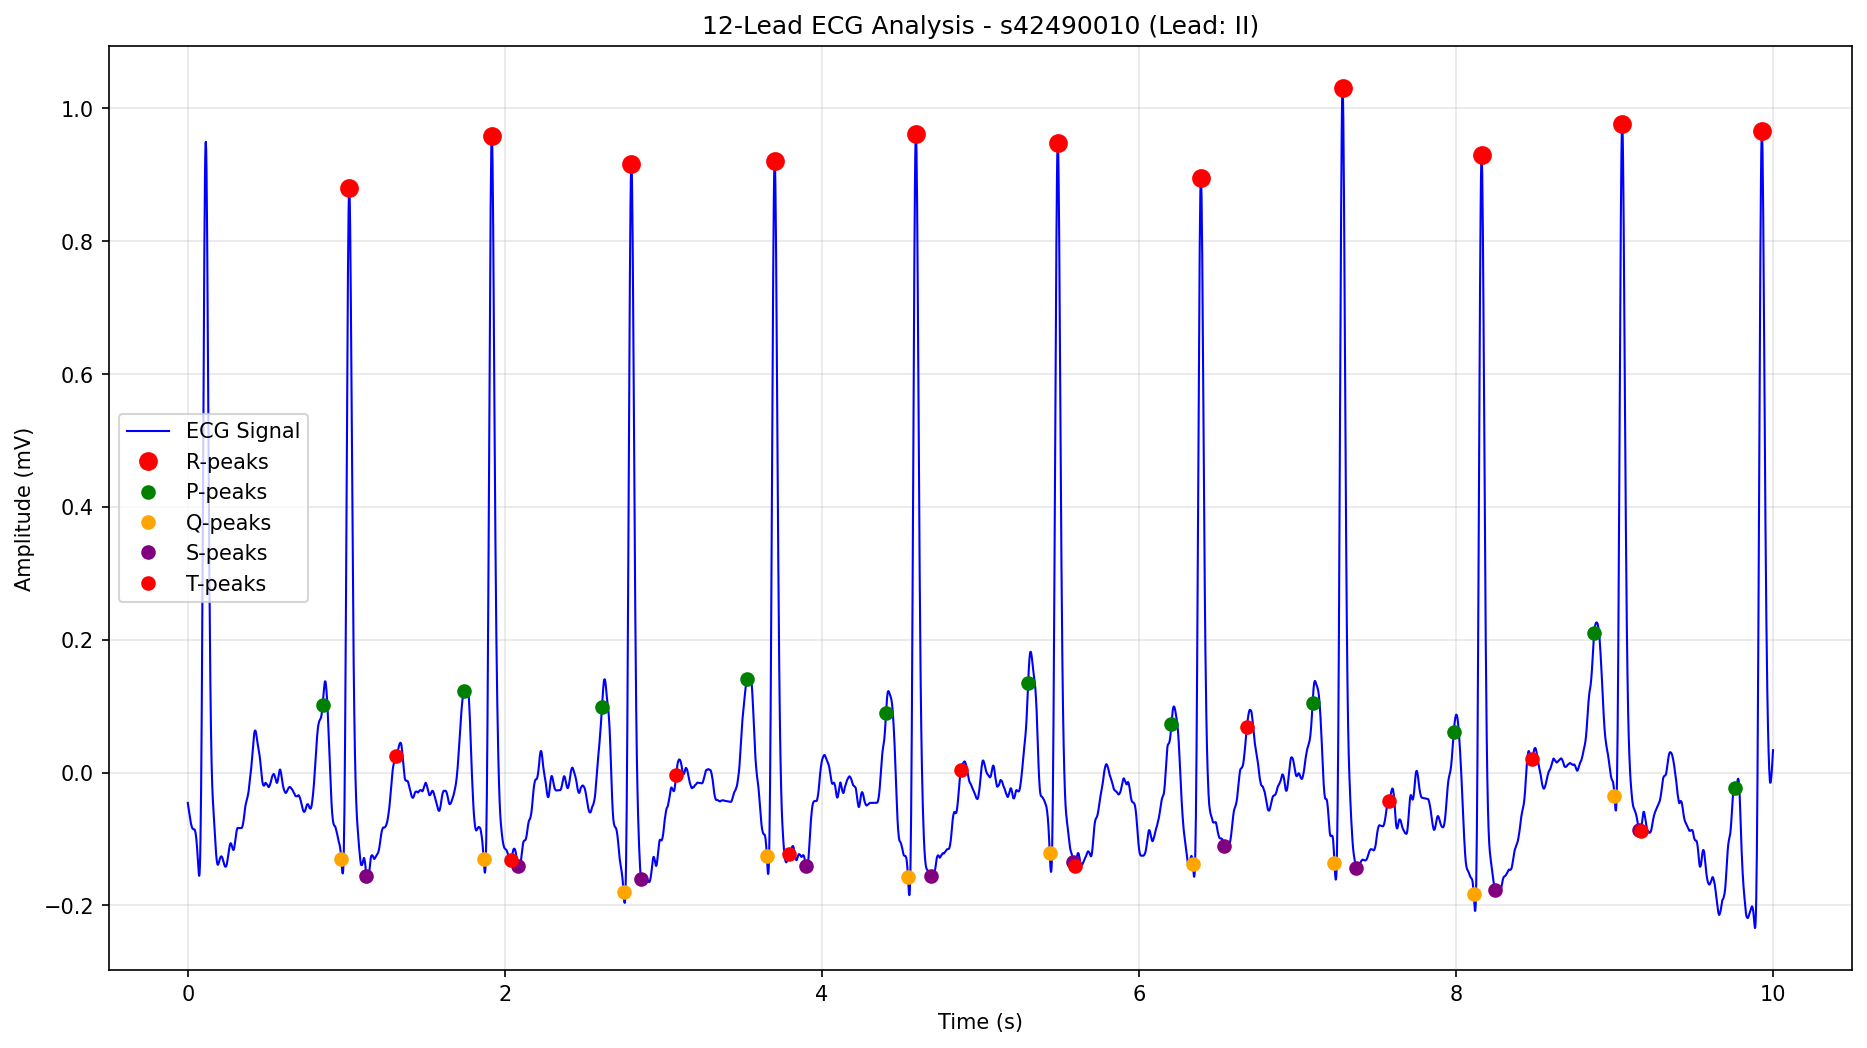 12-Lead ECG Analysis - s42490010 (Lead: II)
Amplitude (mV)
1.0
0.8
0.6
0.4
0.2
0.0
−0.2
ECG Signal
R-peaks
P-peaks
Q-peaks
S-peaks
T-peaks
0 2 4 6 8 10
Time (s)